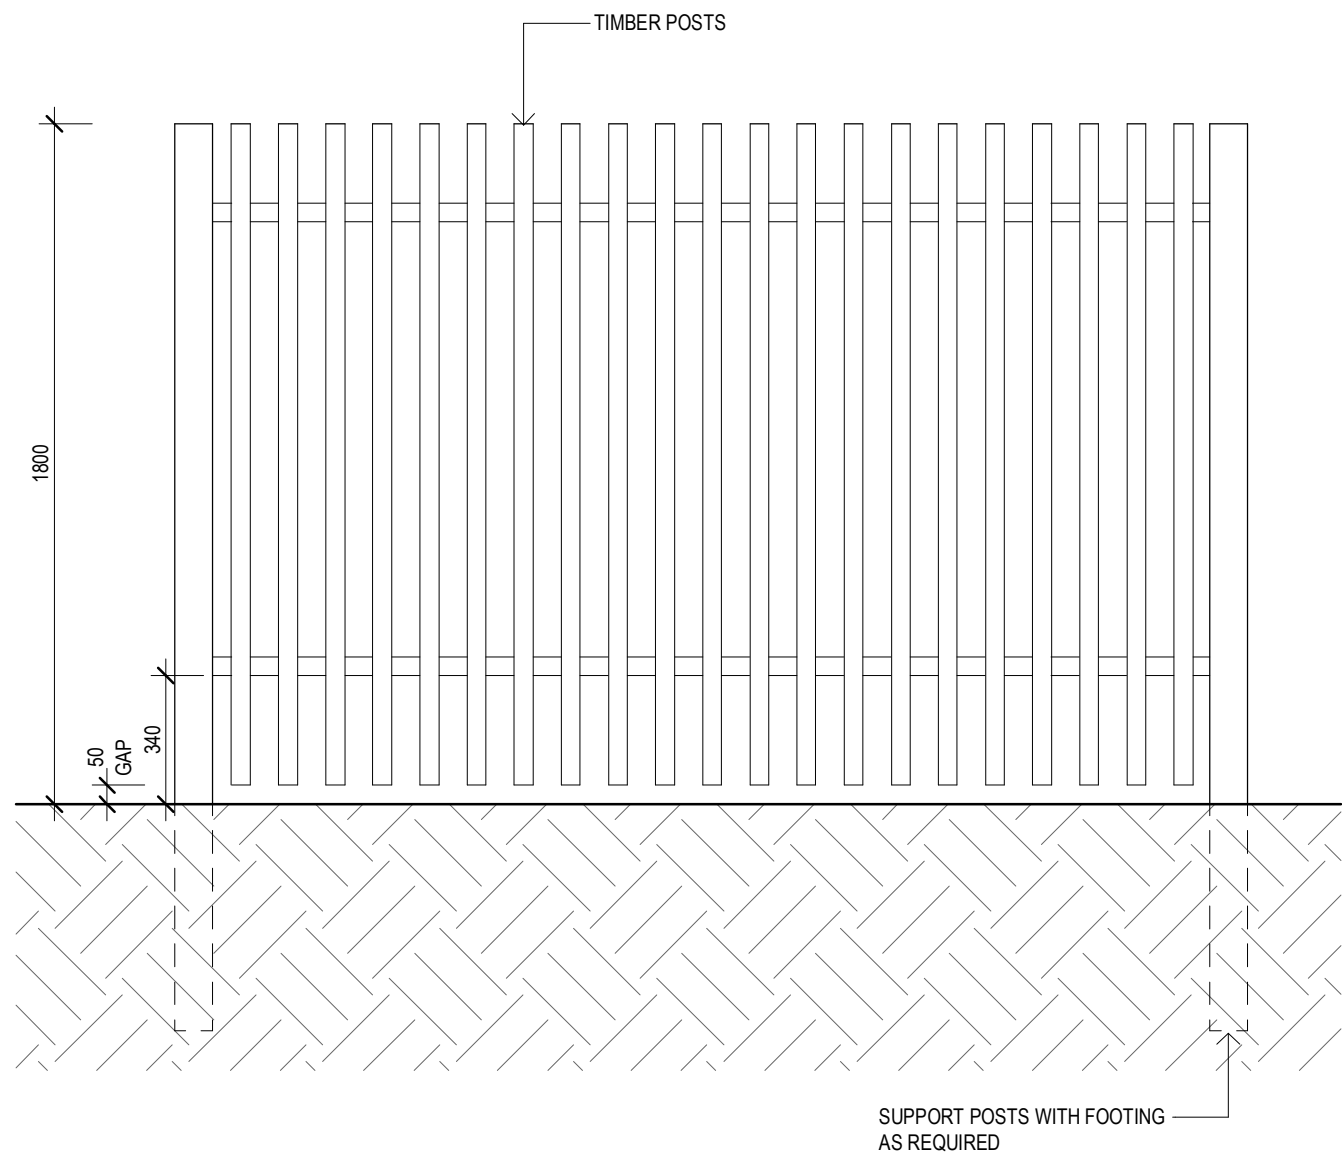 TIMBER POSTS
1800
50
GAP
340
SUPPORT POSTS WITH FOOTING
AS REQUIRED